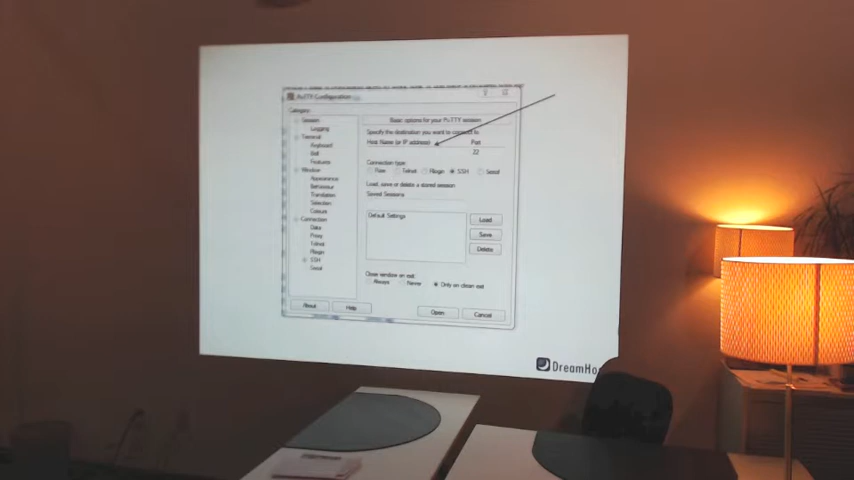 PuTTY Configuration
Category:
Session
Logging
Terminal
Keyboard
Bell
Features
Window
Appearance
Behaviour
Translation
Selection
Colours
Connection
Data
Proxy
Telnet
Rlogin
SSH
Serial
Basic options for your PuTTY session
Specify the destination you want to connect to
Host Name (or IP address)
Port
22
Connection type:
Raw
Telnet
Rlogin
SSH
Serial
Load, save or delete a stored session
Saved Sessions
Default Settings
Load
Save
Delete
Close window on exit:
Always
Never
Only on clean exit
About
Help
Open
Cancel
DreamHo